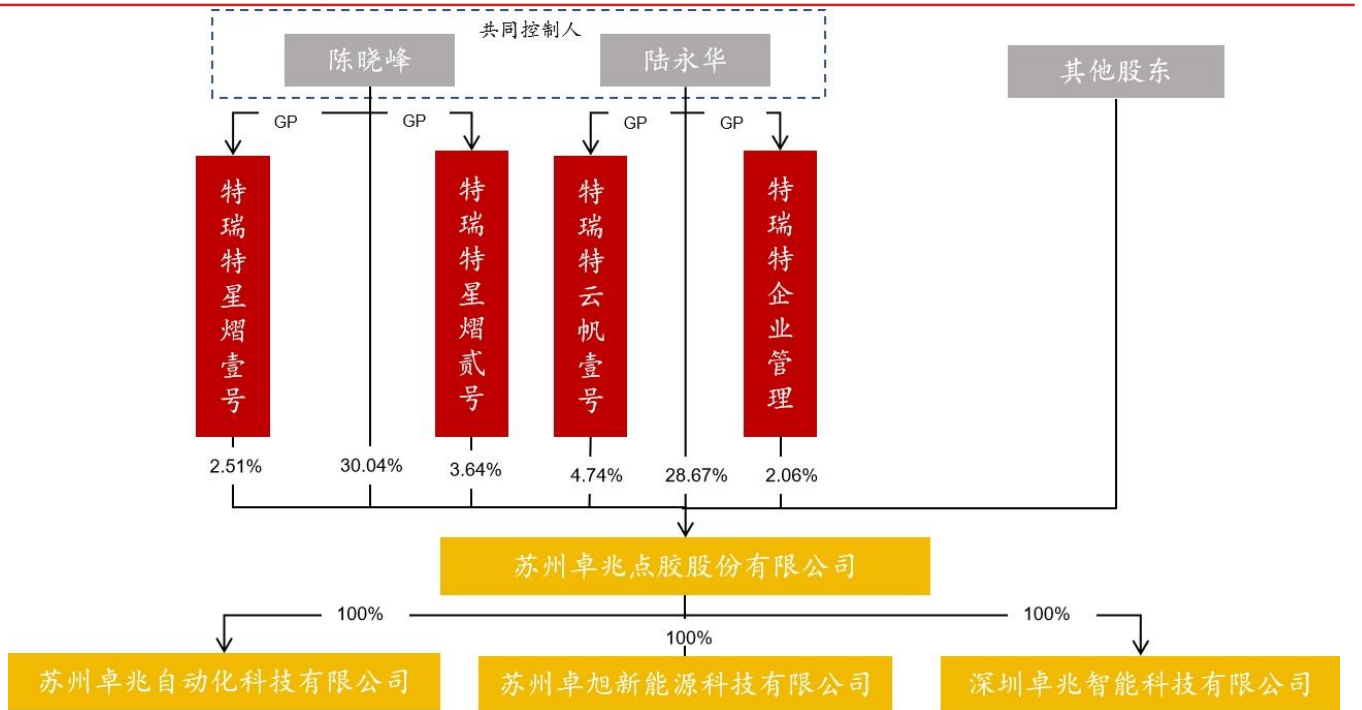 共同控制人
陈晓峰
陆永华
其他股东
GP
GP
GP
GP
特瑞特星熠壹号
特瑞特星熠贰号
特瑞特云帆壹号
特瑞特企业管理
2.51%
30.04%
3.64%
4.74%
28.67%
2.06%
苏州卓兆点胶股份有限公司
100%
100%
100%
苏州卓兆自动化科技有限公司
苏州卓旭新能源科技有限公司
深圳卓兆智能科技有限公司